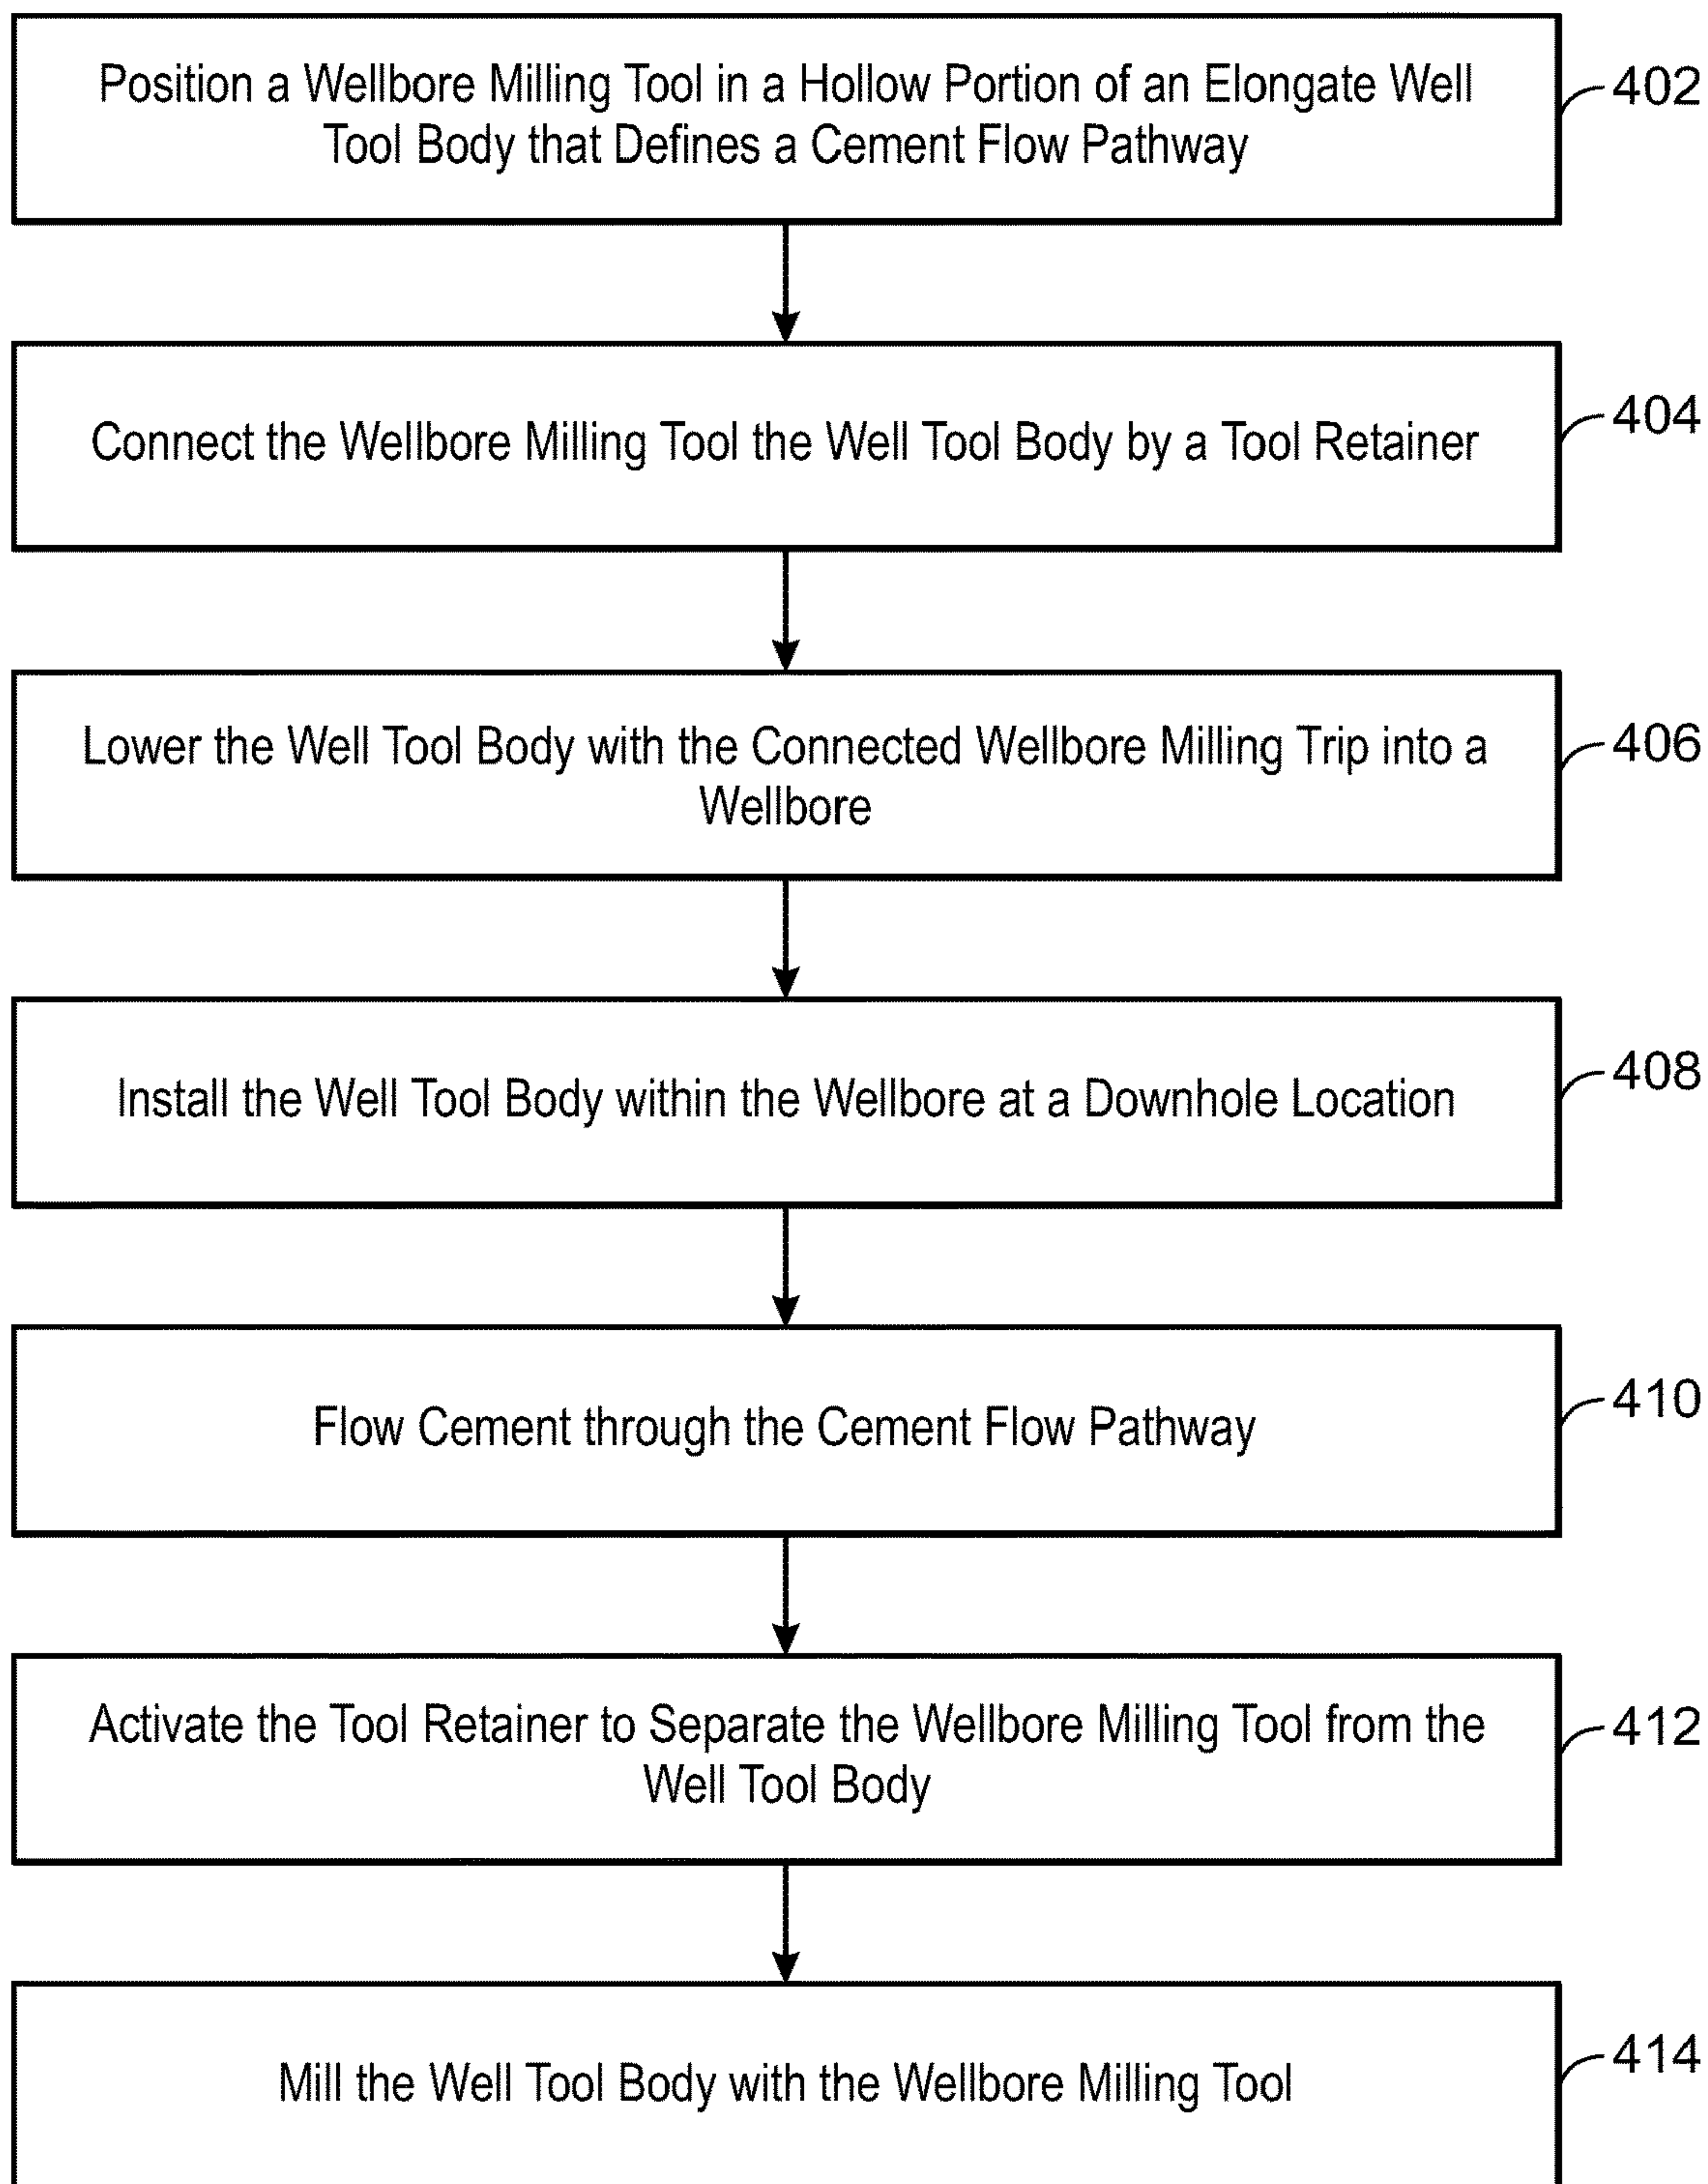 Position a Wellbore Milling Tool in a Hollow Portion of an Elongate Well
Tool Body that Defines a Cement Flow Pathway
402
Connect the Wellbore Milling Tool the Well Tool Body by a Tool Retainer
404
Lower the Well Tool Body with the Connected Wellbore Milling Trip into a
Wellbore
406
Install the Well Tool Body within the Wellbore at a Downhole Location
408
Flow Cement through the Cement Flow Pathway
410
Activate the Tool Retainer to Separate the Wellbore Milling Tool from the
Well Tool Body
412
Mill the Well Tool Body with the Wellbore Milling Tool
414